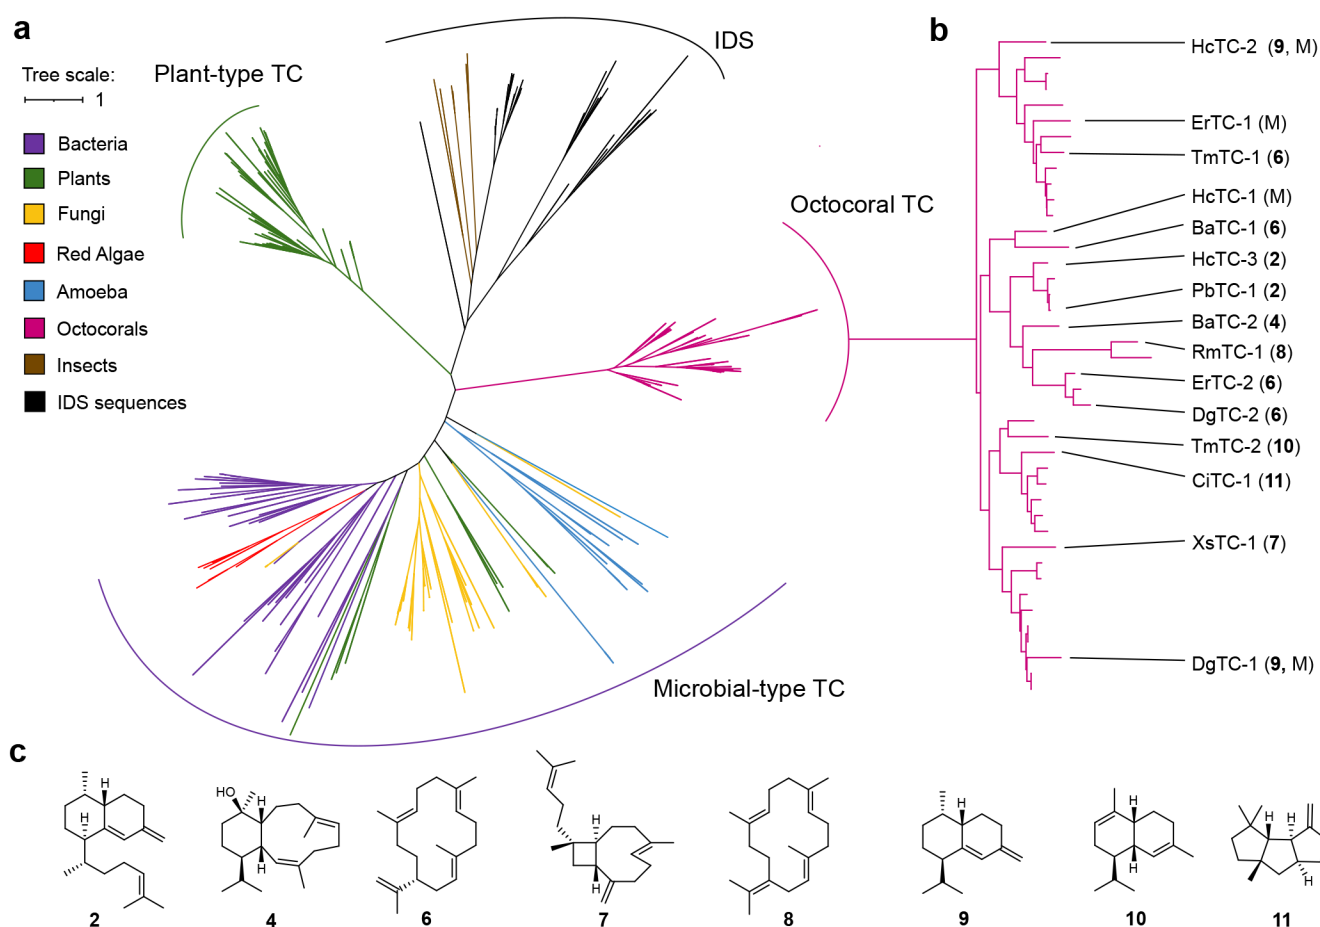 a
IDS
Plant-type TC
Tree scale:
1
Bacteria
Plants
Fungi
Red Algae
Amoeba
Octocorals
Insects
IDS sequences
Octocoral TC
Microbial-type TC
b
HcTC-2 (9, M)
ErTC-1 (M)
TmTC-1 (6)
HcTC-1 (M)
BaTC-1 (6)
HcTC-3 (2)
PbTC-1 (2)
BaTC-2 (4)
RmTC-1 (8)
ErTC-2 (6)
DgTC-2 (6)
TmTC-2 (10)
CiTC-1 (11)
XsTC-1 (7)
DgTC-1 (9, M)
c
H
H
2
HO
H
H
4
6
H
H
7
8
H
9
H
H
10
H
H
H
11